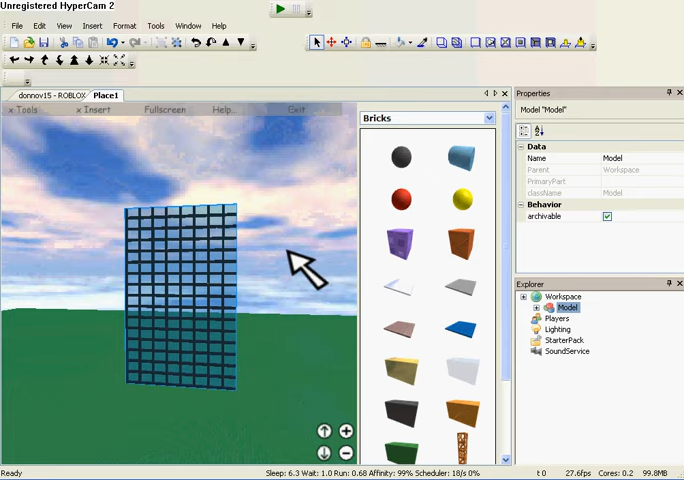 Unregistered HyperCam 2
File Edit View Insert Format Tools Window Help
donnov15 - ROBLOX Place1
x Tools x Insert Fullscreen Help... Exit
Bricks
Properties
Model "Model"
Data
Name Model
Parent Workspace
PrimaryPart
className Model
Behavior
archivable
Explorer
Workspace
Model
Players
Lighting
StarterPack
SoundService
Ready Sleep: 6.3 Wait: 1.0 Run: 0.68 Affinity: 99% Scheduler: 18/s 0% t 0 27.6fps Cores: 0.2 99.8MB